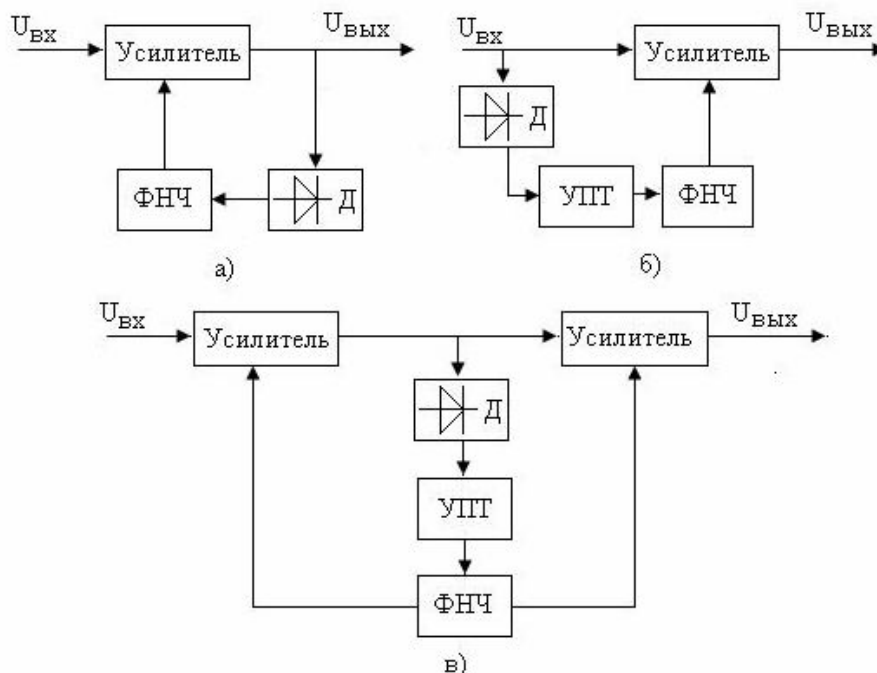 Uвх
Усилитель
Uвых
ФНЧ
Д
а)
Uвх
Усилитель
Uвых
Д
УПТ
ФНЧ
б)
Uвх
Усилитель
Усилитель
Uвых
Д
УПТ
ФНЧ
в)